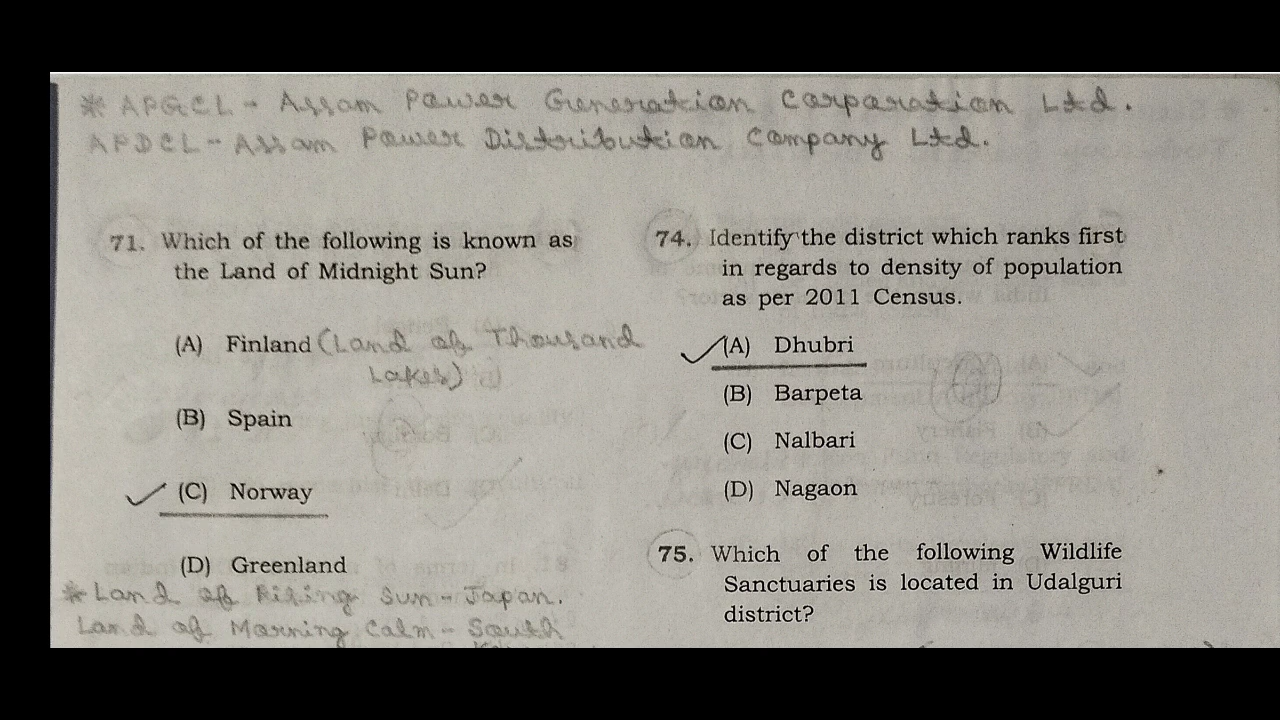 * APGCL - Assam Power Generation Corporation Ltd.
APDCL - Assam Power Distribution Company Ltd.
71. Which of the following is known as
the Land of Midnight Sun?
(A) Finland (Land of Thousand
Lakes)
(B) Spain
(C) Norway
(D) Greenland
* Land of Rising Sun - Japan.
Land of Morning Calm - South
74. Identify the district which ranks first
in regards to density of population
as per 2011 Census.
(A) Dhubri
(B) Barpeta
(C) Nalbari
(D) Nagaon
75. Which of the following Wildlife
Sanctuaries is located in Udalguri
district?